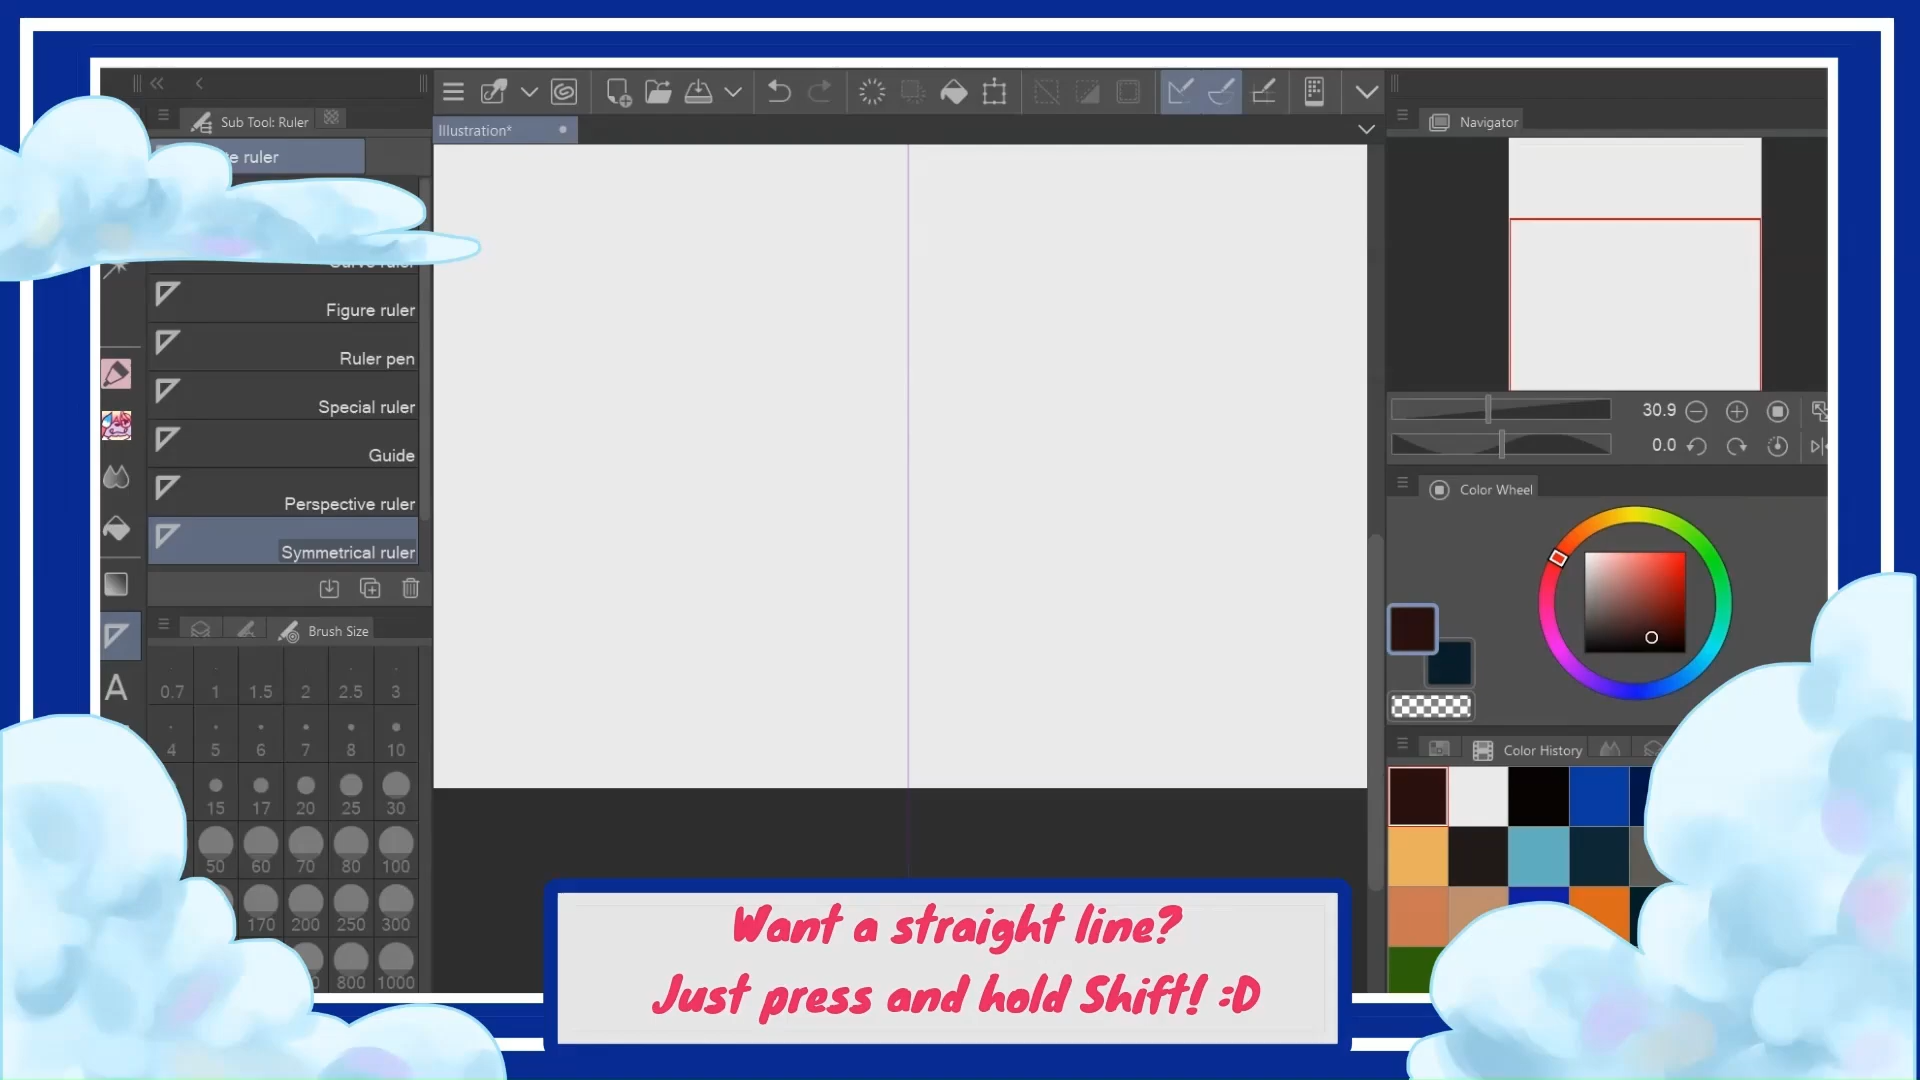 Sub Tool: Ruler
ruler
Figure ruler
Ruler pen
Special ruler
Guide
Perspective ruler
Symmetrical ruler
Brush Size
0.7 1 1.5 2 2.5 3
4 5 6 7 8 10
15 17 20 25 30
50 60 70 80 100
170 200 250 300
800 1000
A
Illustration*
Navigator
30.9
0.0
Color Wheel
Color History
Want a straight line?
Just press and hold Shift! :D